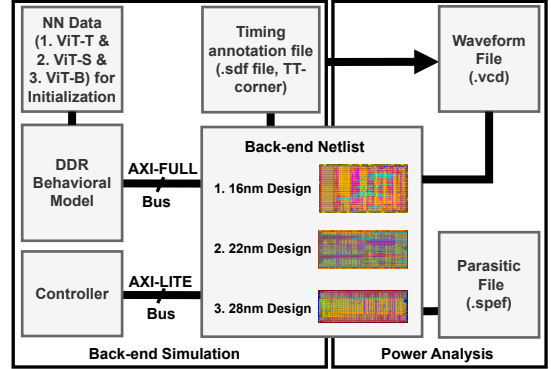 NN Data
(1. ViT-T &
2. ViT-S &
3. ViT-B) for
Initialization
Timing
annotation file
(.sdf file, TT-
corner)
Waveform
File
(.vcd)
DDR
Behavioral
Model
AXI-FULL
Bus
Back-end Netlist
1. 16nm Design
2. 22nm Design
3. 28nm Design
Controller
AXI-LITE
Bus
Parasitic
File
(.spef)
Back-end Simulation
Power Analysis